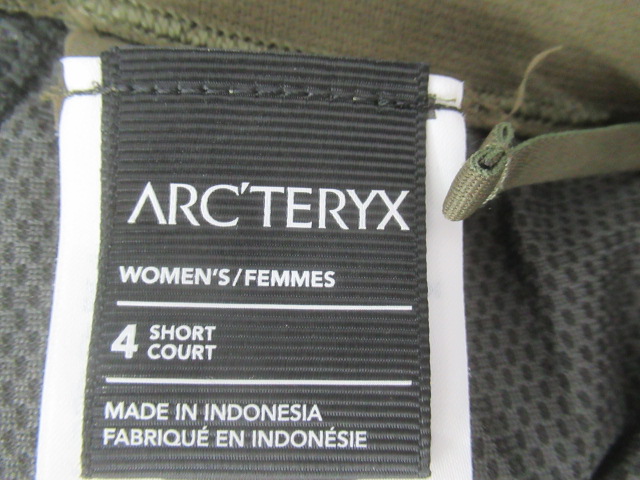 ARC'TERYX
WOMEN'S/FEMMES
4 SHORT
COURT
MADE IN INDONESIA
FABRIQUÉ EN INDONÉSIE